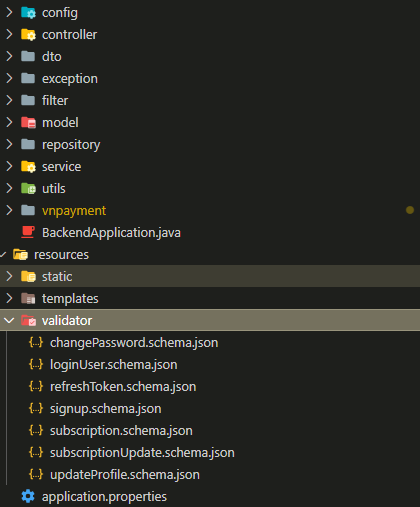 config
controller
dto
exception
filter
model
repository
service
utils
vnpayment
BackendApplication.java
resources
static
templates
validator
{..} changePassword.schema.json
{..} loginUser.schema.json
{..} refreshToken.schema.json
{..} signup.schema.json
{..} subscription.schema.json
{..} subscriptionUpdate.schema.json
{..} updateProfile.schema.json
application.properties